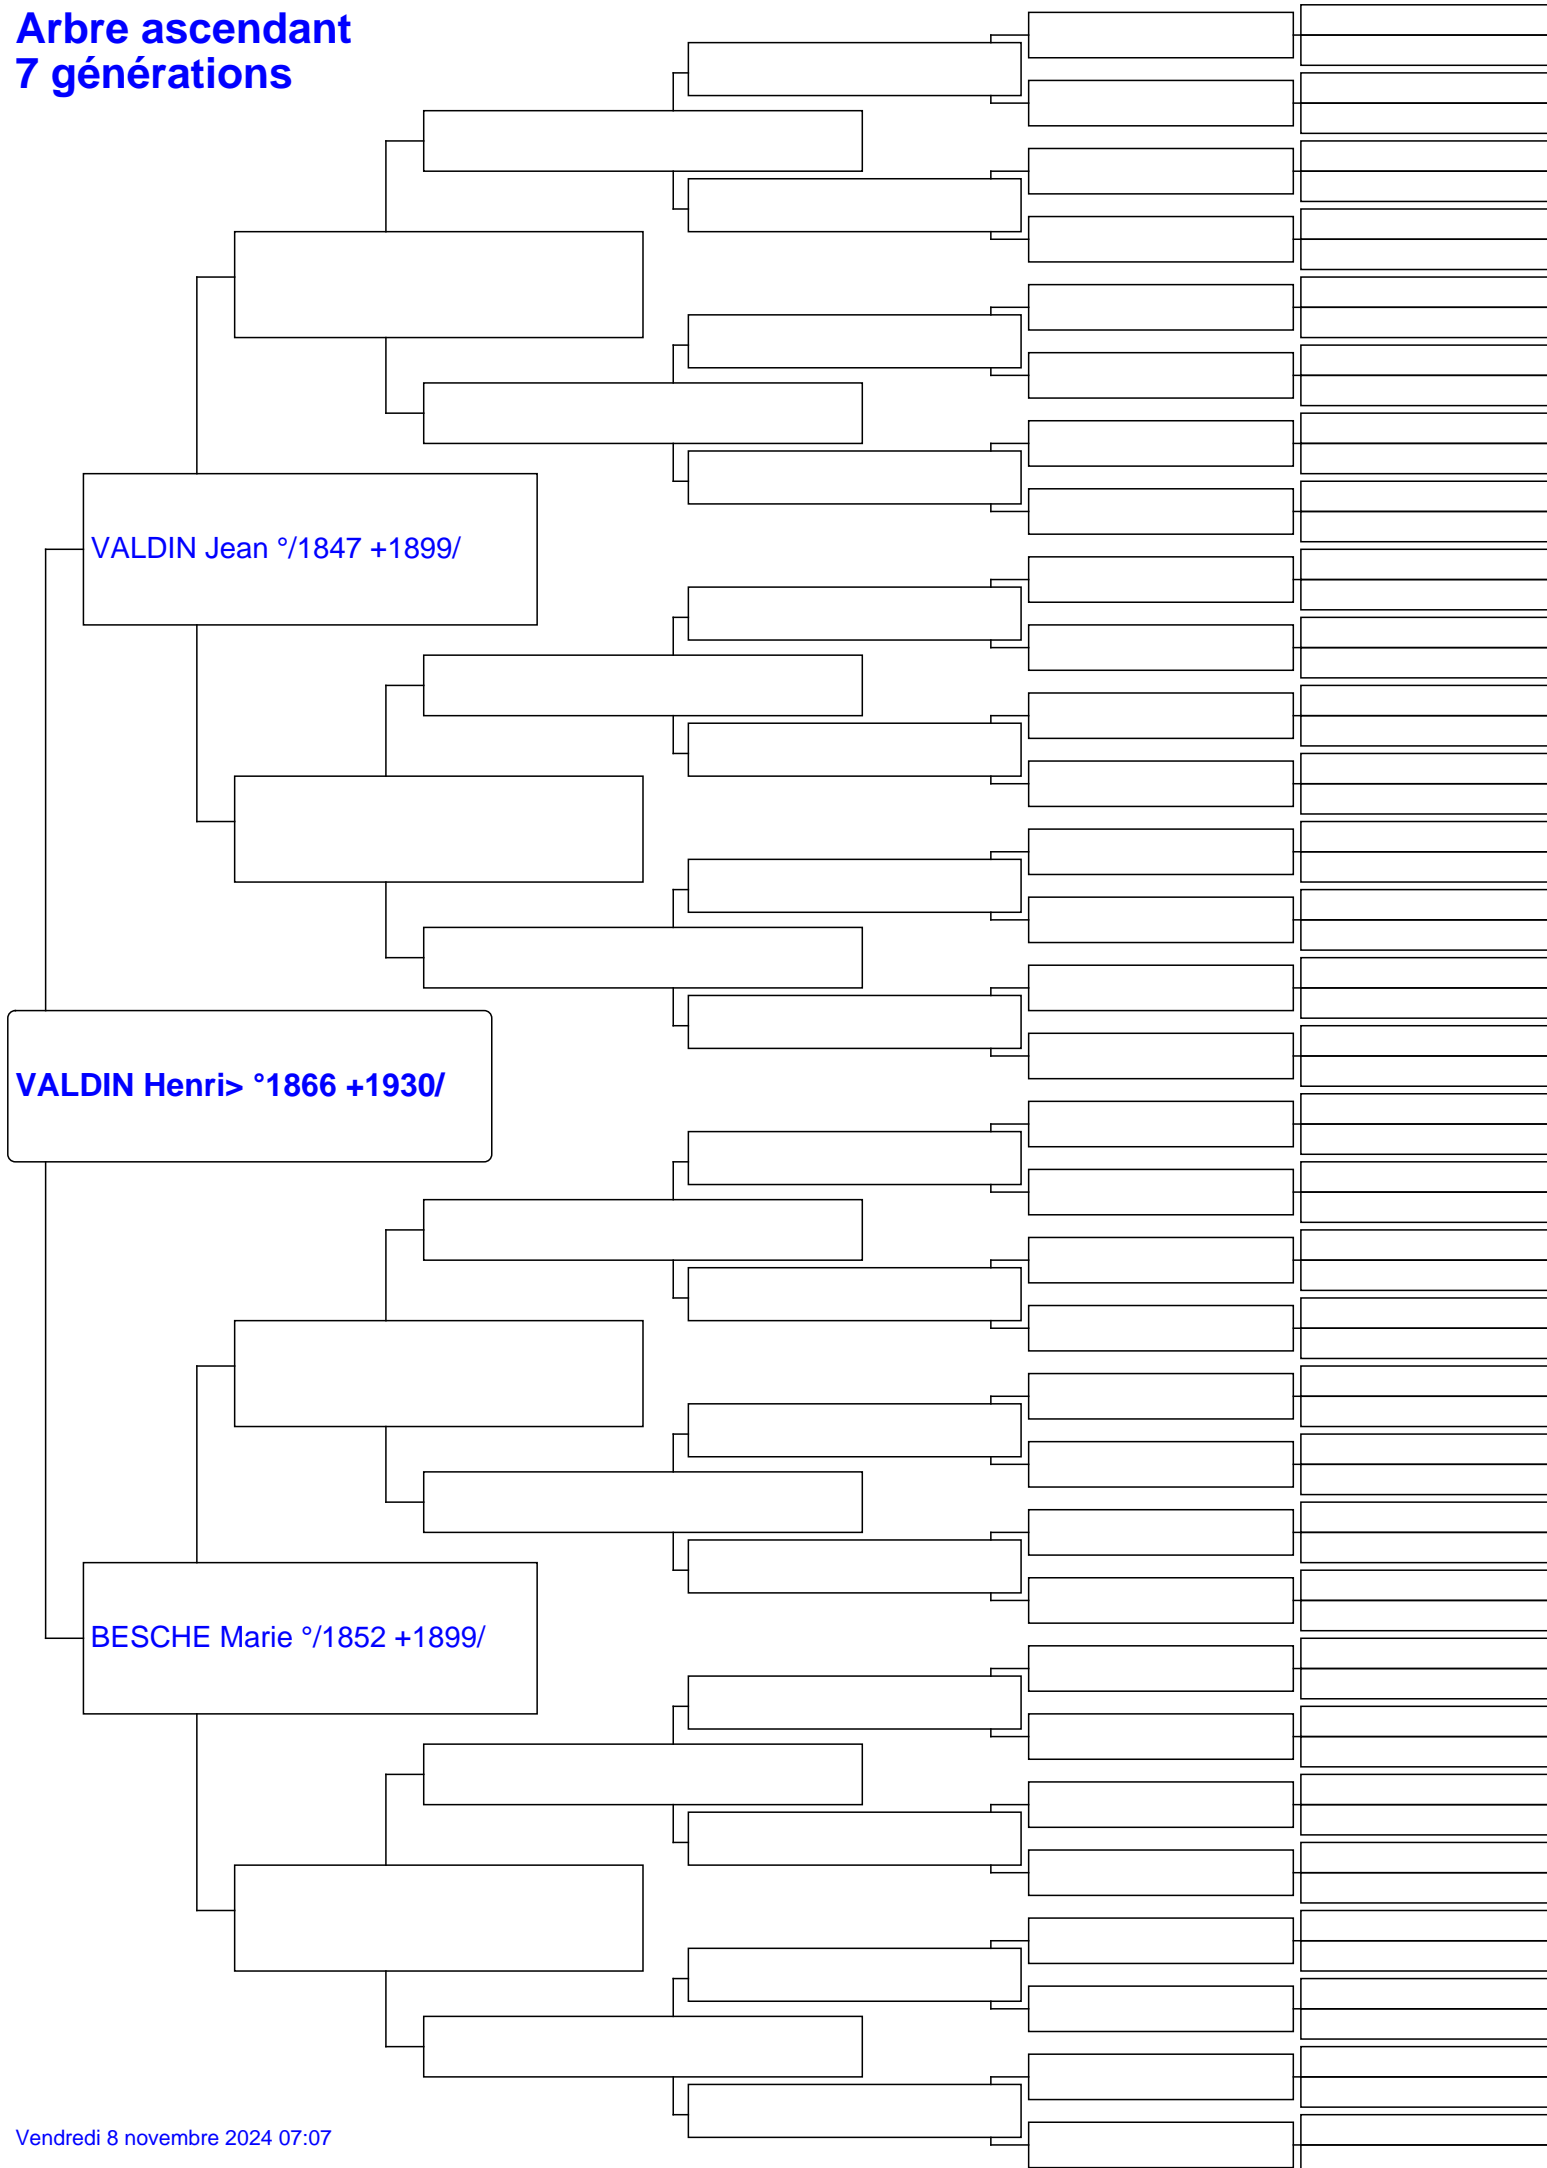 Arbre ascendant
7 générations
VALDIN Jean °/1847 +1899/
VALDIN Henri> °1866 +1930/
BESCHE Marie °/1852 +1899/
Vendredi 8 novembre 2024 07:07